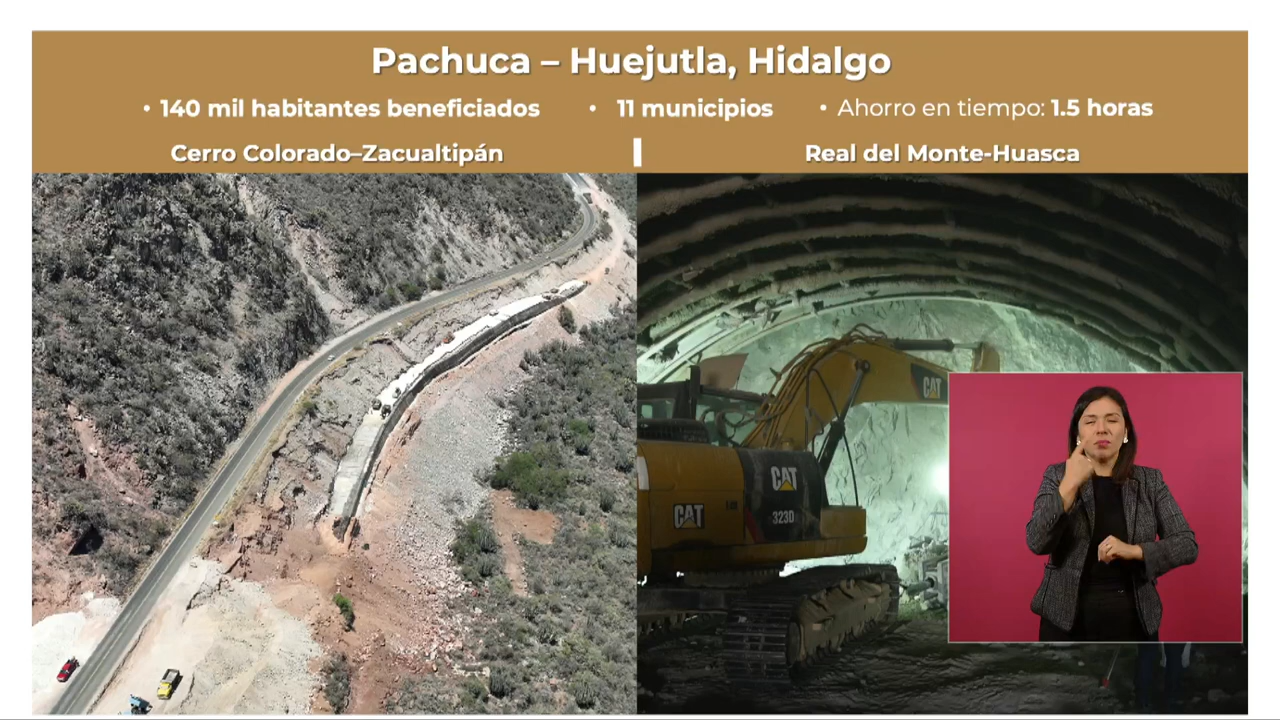 Pachuca – Huejutla, Hidalgo
• 140 mil habitantes beneficiados • 11 municipios • Ahorro en tiempo: 1.5 horas
Cerro Colorado–Zacualtipán
Real del Monte-Huasca
CAT
CAT
CAT
323D